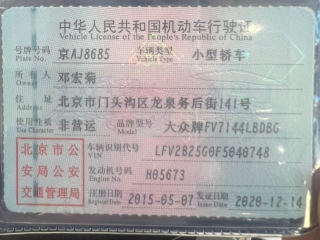 中华人民共和国机动车行驶证
Vehicle License of the People's Republic of China
号牌号码 京AJ8685 车辆类型 小型轿车
Plate No. Vehicle Type
所有人 邓宏菊
Owner
住址 北京市门头沟区龙泉务后街141号
Address
使用性质 非营运 品牌型号 大众牌FV7144LBDBG
Use Character Model
北京市公安局公安交通管理局
车辆识别代号 LFV2B25G0F5040748
VIN
发动机号码 H05673
Engine No.
注册日期 2015-05-07 发证日期 2020-12-14
Register Date Issue Date